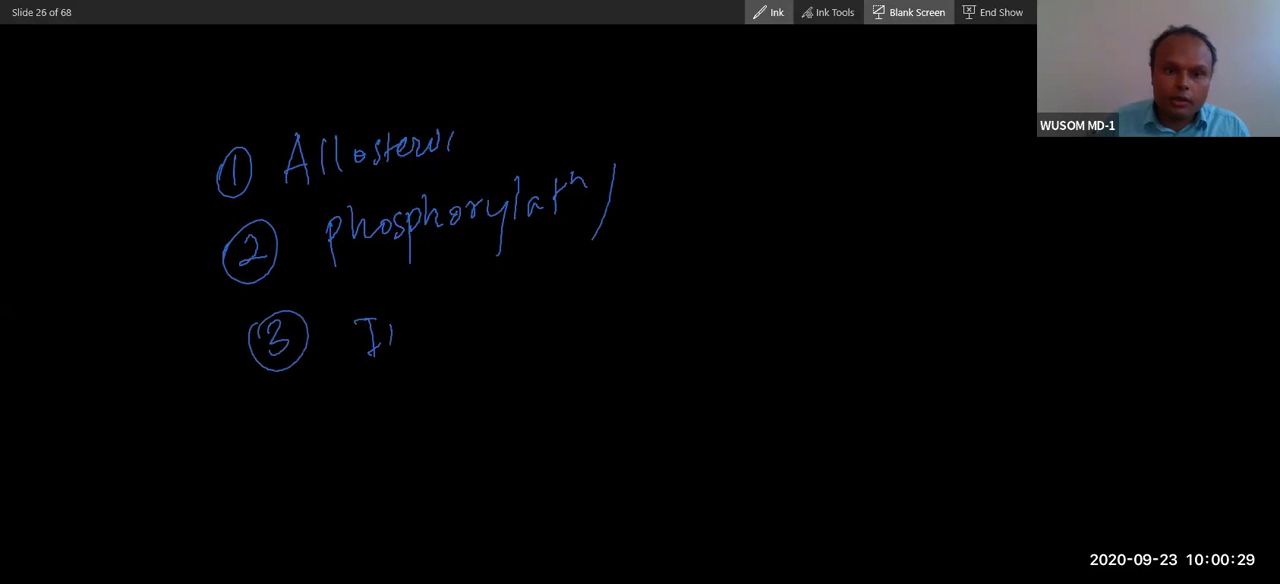 Slide 26 of 68
Ink
Ink Tools
Blank Screen
End Show
WUSOM MD-1
① Allosteric
② phosphorylatⁿ /
③ I
2020-09-23 10:00:29